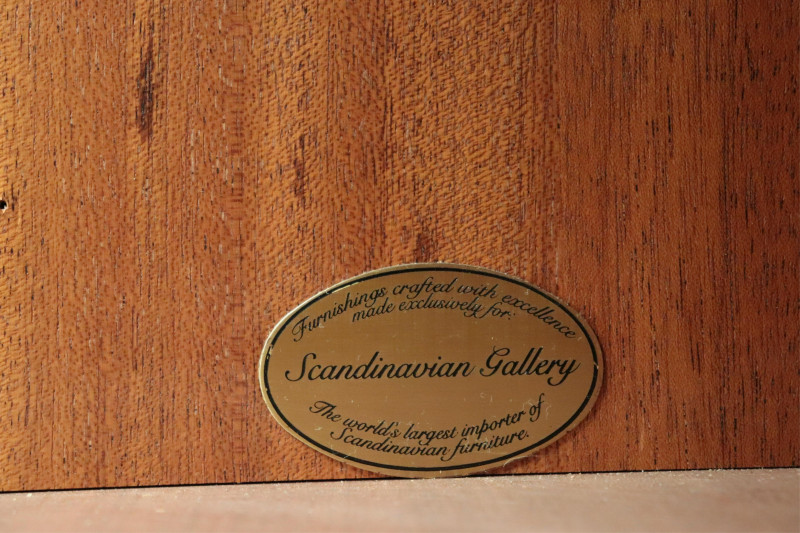 Furnishings crafted with excellence
made exclusively for:
Scandinavian Gallery
The world's largest importer of
Scandinavian furniture.